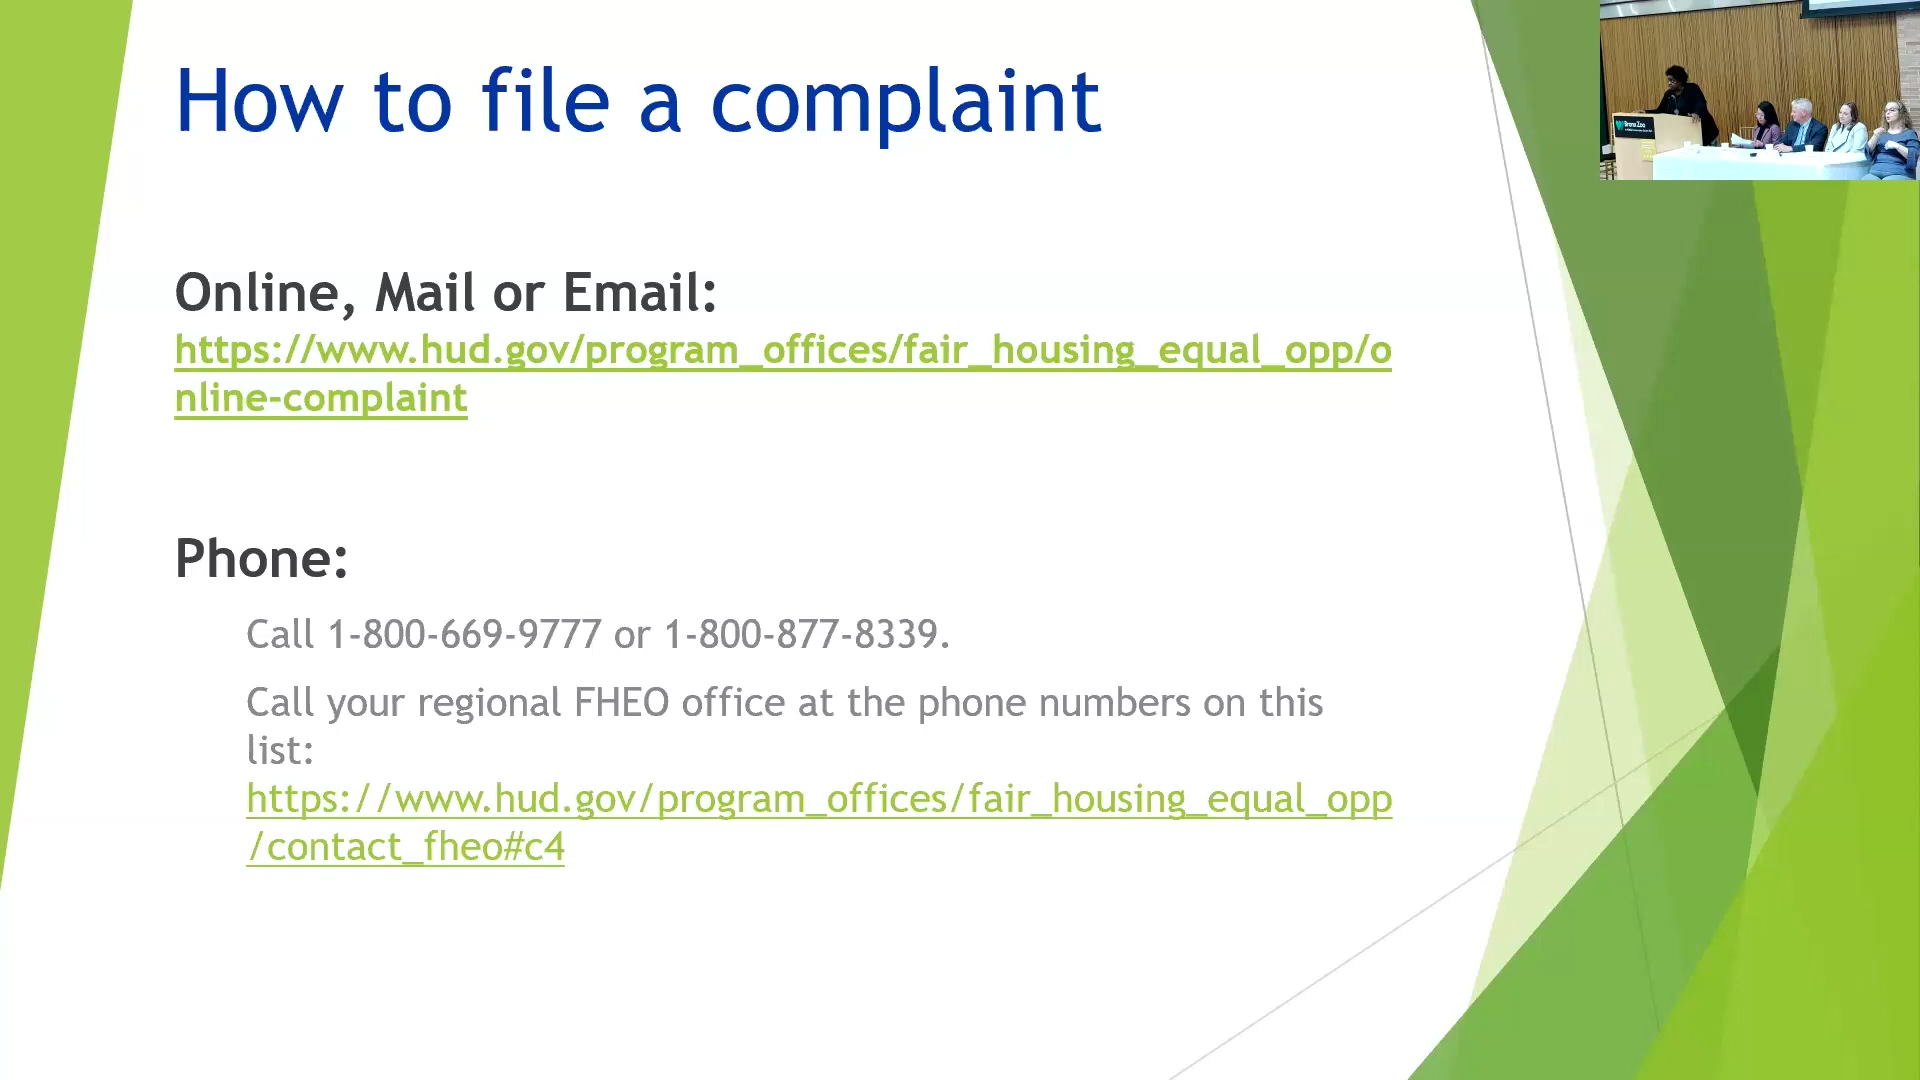 How to file a complaint
Online, Mail or Email:
https://www.hud.gov/program_offices/fair_housing_equal_opp/o
nline-complaint
Phone:
Call 1-800-669-9777 or 1-800-877-8339.
Call your regional FHEO office at the phone numbers on this
list:
https://www.hud.gov/program_offices/fair_housing_equal_opp
/contact_fheo#c4
Bronx Zoo